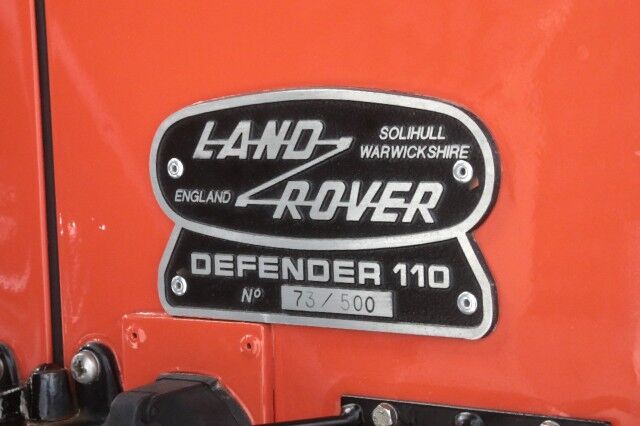 LAND
SOLIHULL
WARWICKSHIRE
ENGLAND
ROVER
DEFENDER 110
Nº 73/500